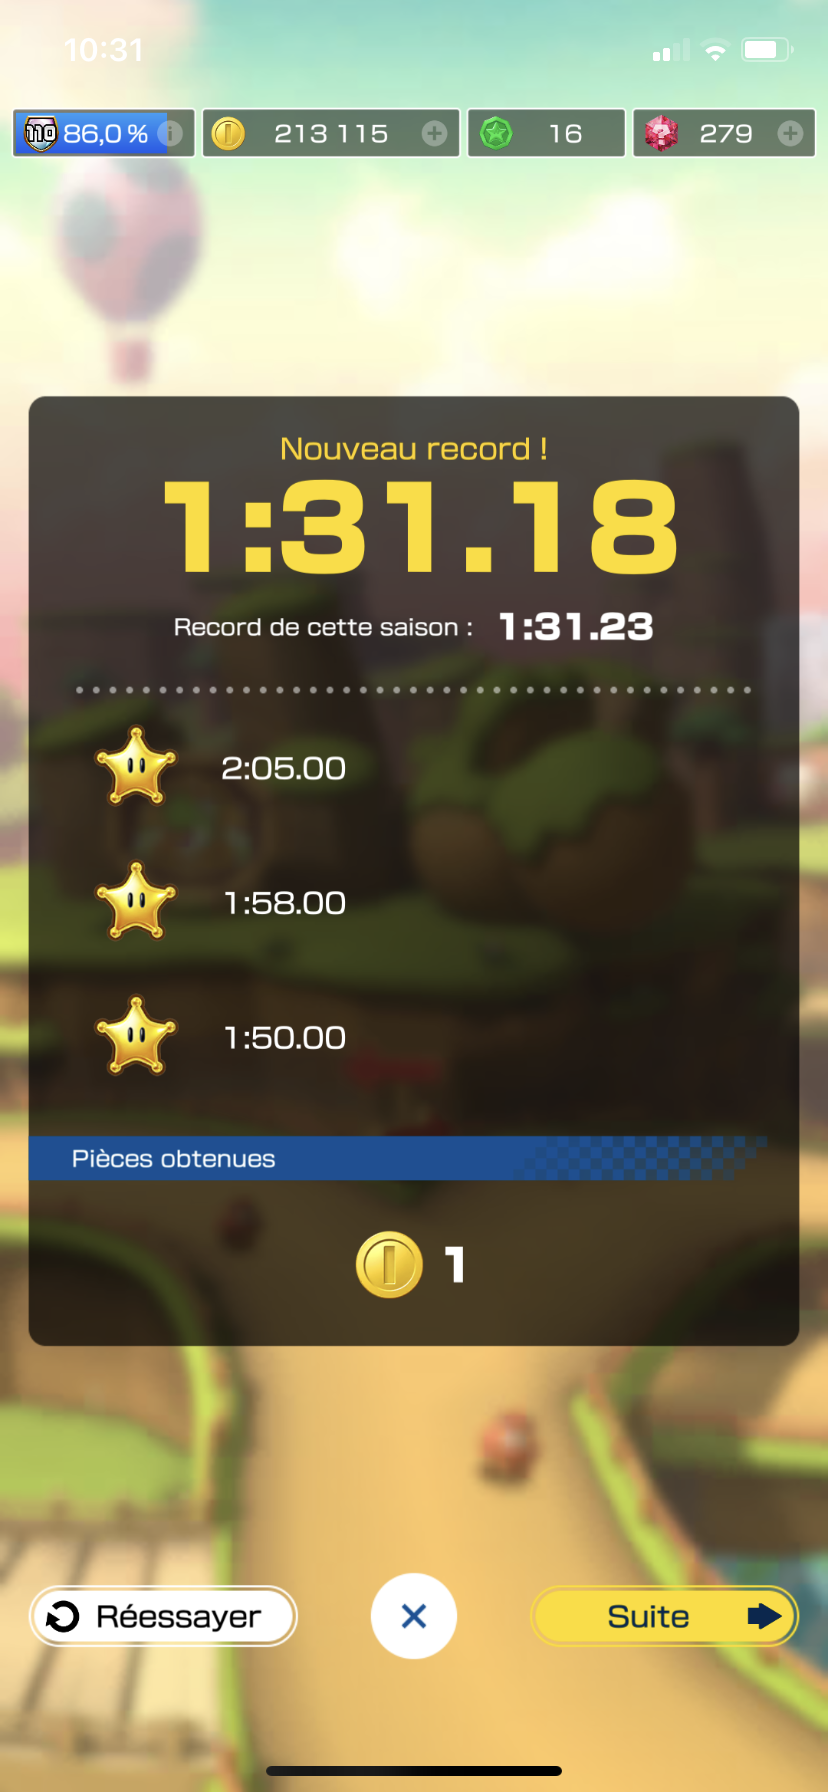 10:31
110 86,0 % i 213 115 + 16 279 +
Nouveau record !
1:31.18
Record de cette saison : 1:31.23
2:05.00
1:58.00
1:50.00
Pièces obtenues
1
Réessayer Suite